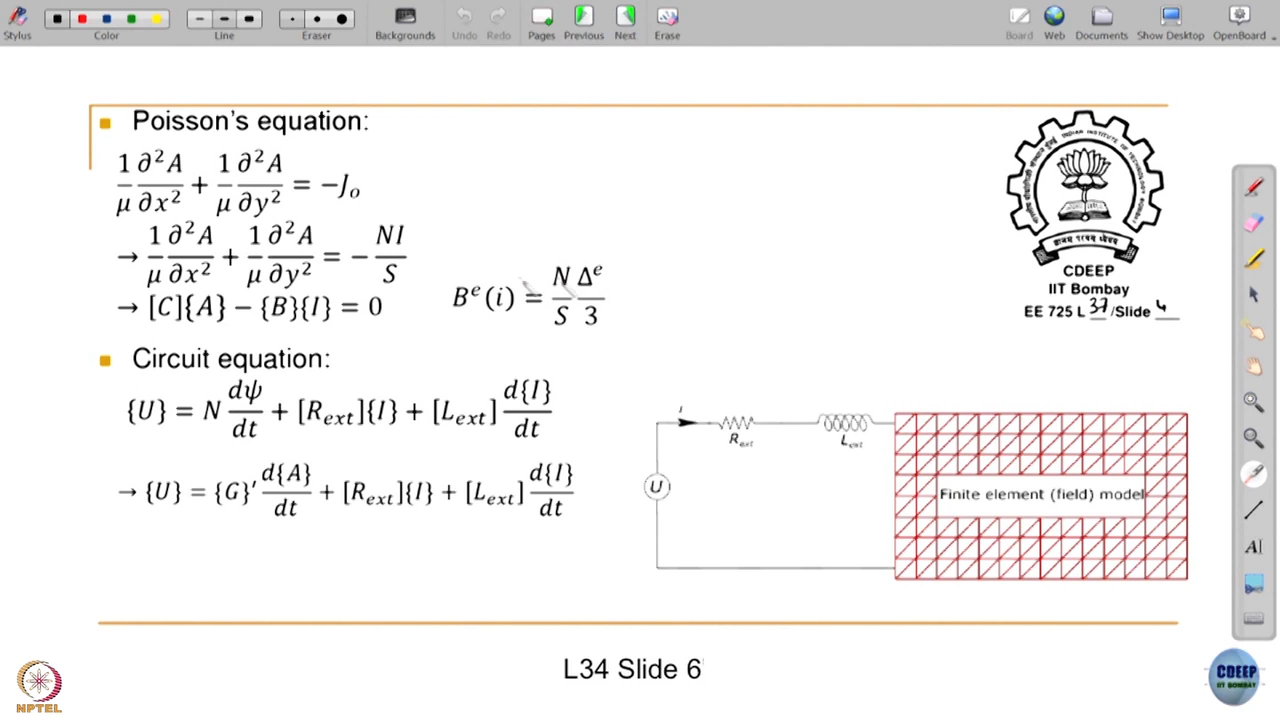 Stylus
Color
Line
Eraser
Backgrounds
Undo
Redo
Pages
Previous
Next
Erase
Board
Web
Documents
Show Desktop
OpenBoard
Poisson's equation:
1/μ ∂²A/∂x² + 1/μ ∂²A/∂y² = −J₀
→ 1/μ ∂²A/∂x² + 1/μ ∂²A/∂y² = − NI/S
→ [C]{A} − {B}{I} = 0
Bᵉ(i) = N/S Δᵉ/3
CDEEP
IIT Bombay
EE 725 L 37 /Slide 4
Circuit equation:
{U} = N dψ/dt + [R_ext]{I} + [L_ext] d{I}/dt
→ {U} = {G}′ d{A}/dt + [R_ext]{I} + [L_ext] d{I}/dt
I
R_ext
L_ext
U
Finite element (field) model
AI
L34 Slide 6
NPTEL
CDEEP
IIT BOMBAY